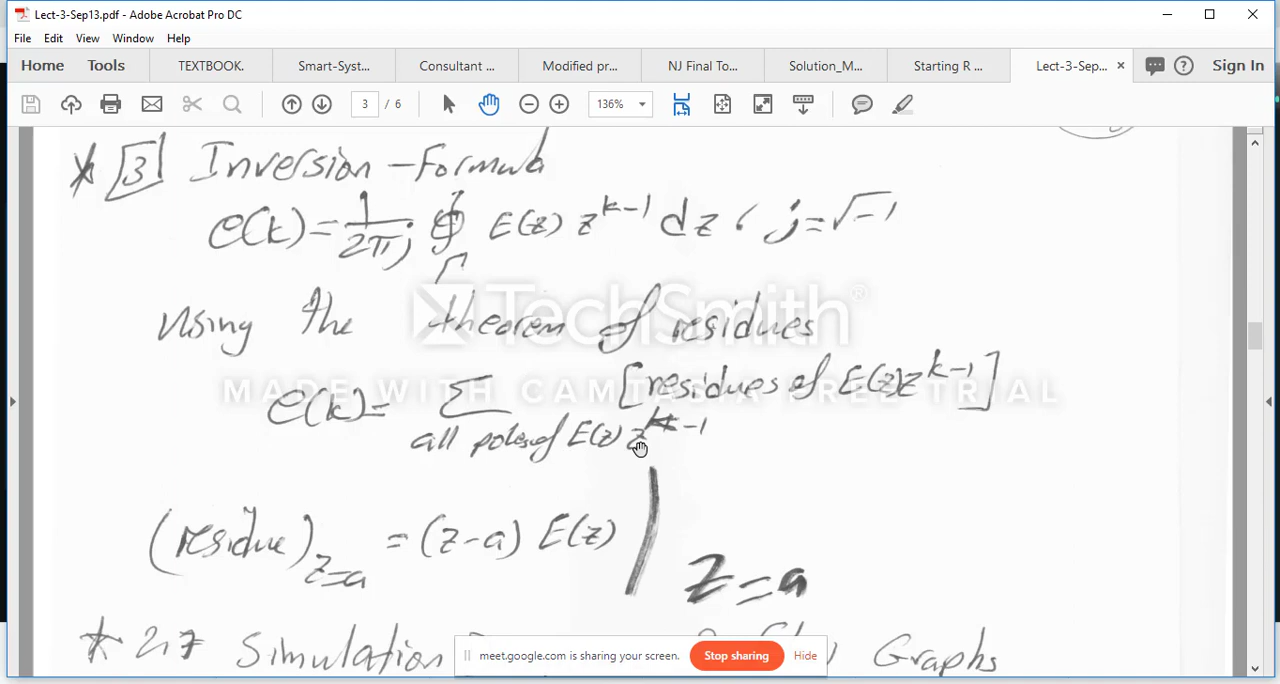 Lect-3-Sep13.pdf - Adobe Acrobat Pro DC
File Edit View Window Help
Home Tools TEXTBOOK. Smart-Syst... Consultant ... Modified pr... NJ Final To... Solution_M... Starting R ... Lect-3-Sep... × Sign In
3 / 6 136%
* [3] Inversion-Formula
e(k)= 1/2πj ∮Γ E(z) z^k-1 dz, j=√-1
Using the theorem of residues
TechSmith®
MADE WITH CAMTASIA FREE TRIAL
e(k)= Σ [residues of E(z)z^k-1]
all poles of E(z) z^k-1
(residue)z=a = (z-a) E(z) | z=a
* 2.7 Simulation Graphs
meet.google.com is sharing your screen. Stop sharing Hide